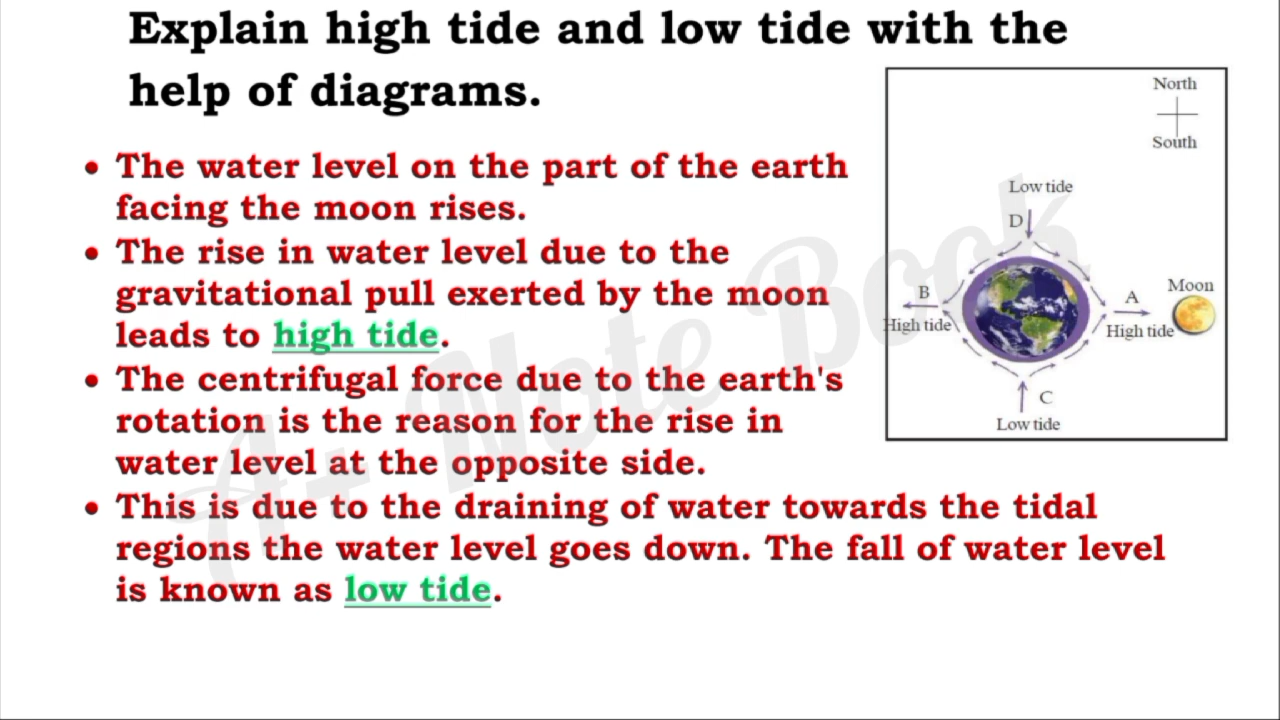 Explain high tide and low tide with the
help of diagrams.
• The water level on the part of the earth
facing the moon rises.
• The rise in water level due to the
gravitational pull exerted by the moon
leads to high tide.
• The centrifugal force due to the earth's
rotation is the reason for the rise in
water level at the opposite side.
• This is due to the draining of water towards the tidal
regions the water level goes down. The fall of water level
is known as low tide.
North
South
Low tide
D
B
High tide
A
High tide
Moon
C
Low tide
A+ Note Book